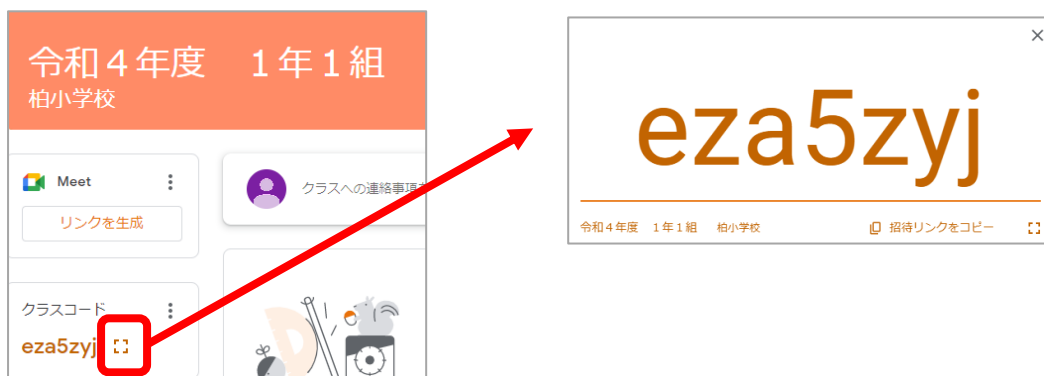 令和４年度　１年１組
柏小学校
Meet
リンクを生成
クラスへの連絡事項
クラスコード
eza5zyj
eza5zyj
令和４年度　１年１組　柏小学校
招待リンクをコピー